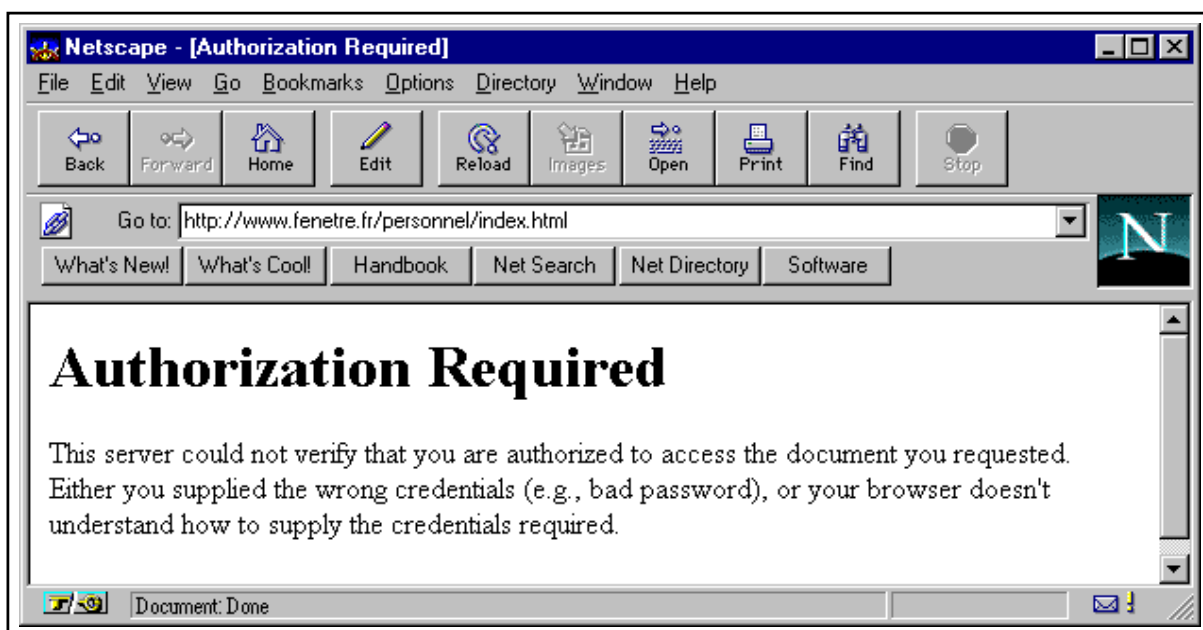 Netscape - [Authorization Required]
File Edit View Go Bookmarks Options Directory Window Help
Back Forward Home Edit Reload Images Open Print Find Stop
Go to: http://www.fenetre.fr/personnel/index.html
N
What's New! What's Cool! Handbook Net Search Net Directory Software
Authorization Required
This server could not verify that you are authorized to access the document you requested.
Either you supplied the wrong credentials (e.g., bad password), or your browser doesn't
understand how to supply the credentials required.
Document: Done